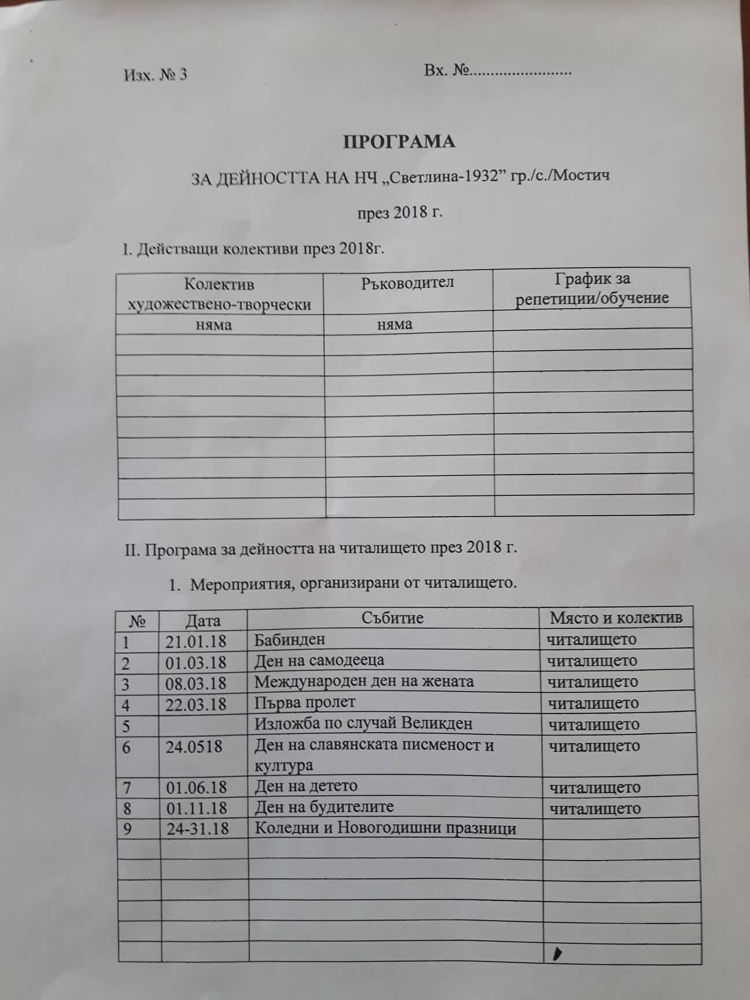 Изх. № 3 Вх. №........................
ПРОГРАМА
ЗА ДЕЙНОСТТА НА НЧ „Светлина-1932” гр./с./Мостич
през 2018 г.
I. Действащи колективи през 2018г.
Колектив художествено-творчески Ръководител График за репетиции/обучение
няма няма
II. Програма за дейността на читалището през 2018 г.
1. Мероприятия, организирани от читалището.
№ Дата Събитие Място и колектив
1 21.01.18 Бабинден читалището
2 01.03.18 Ден на самодееца читалището
3 08.03.18 Международен ден на жената читалището
4 22.03.18 Първа пролет читалището
5 Изложба по случай Великден читалището
6 24.0518 Ден на славянската писменост и читалището
култура
7 01.06.18 Ден на детето читалището
8 01.11.18 Ден на будителите читалището
9 24-31.18 Коледни и Новогодишни празници